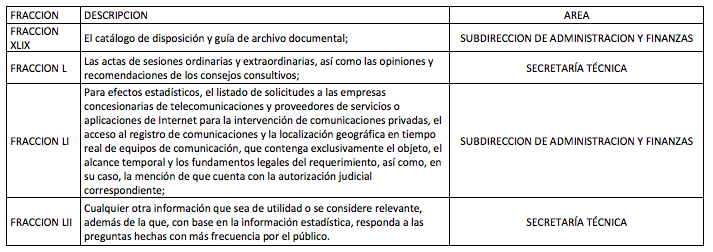 FRACCION DESCRIPCION AREA
FRACCION
XLIX
El catálogo de disposición y guía de archivo documental;
SUBDIRECCION DE ADMINISTRACION Y FINANZAS
FRACCION L
Las actas de sesiones ordinarias y extraordinarias, así como las opiniones y
recomendaciones de los consejos consultivos;
SECRETARÍA TÉCNICA
FRACCION LI
Para efectos estadísticos, el listado de solicitudes a las empresas
concesionarias de telecomunicaciones y proveedores de servicios o
aplicaciones de Internet para la intervención de comunicaciones privadas, el
acceso al registro de comunicaciones y la localización geográfica en tiempo
real de equipos de comunicación, que contenga exclusivamente el objeto, el
alcance temporal y los fundamentos legales del requerimiento, así como, en
su caso, la mención de que cuenta con la autorización judicial
correspondiente;
SUBDIRECCION DE ADMINISTRACION Y FINANZAS
FRACCION LII
Cualquier otra información que sea de utilidad o se considere relevante,
además de la que, con base en la información estadística, responda a las
preguntas hechas con más frecuencia por el público.
SECRETARÍA TÉCNICA